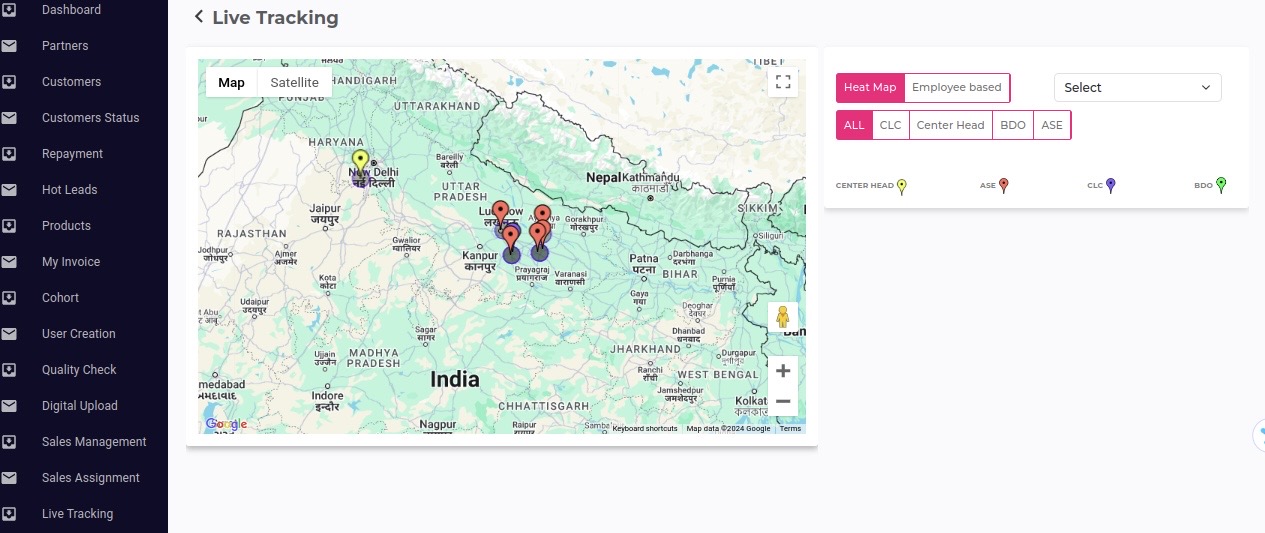 Dashboard
Partners
Customers
Customers Status
Repayment
Hot Leads
Products
My Invoice
Cohort
User Creation
Quality Check
Digital Upload
Sales Management
Sales Assignment
Live Tracking
Live Tracking
Map Satellite
HANDIGARH
PUNJAB
UTTARAKHAND
HARYANA
New Delhi
नई दिल्ली
Bareilly
बरेली
UTTAR
PRADESH
Nepal
Kathmandu
काठमाडौं
SIKKIM
Siliguri
Jaipur
जयपुर
RAJASTHAN
Jodhpur
जोधपुर
Ajmer
अजमेर
Gwalior
ग्वालियर
Gorakhpur
गोरखपुर
Kanpur
कानपुर
Prayagraj
प्रयागराज
Varanasi
वाराणसी
Patna
पटना
Darbhanga
दरभंगा
BIHAR
Purnia
पूर्णियाँ
Kota
कोटा
Gaya
गया
Deoghar
देवघर
Udaipur
उदयपुर
Sagar
सागर
Dhanbad
धनबाद
Ujjain
उज्जैन
MADHYA
PRADESH
JHARKHAND
Durgapur
Ranchi
राँची
WEST BENGAL
India
Jamshedpur
जमशेदपुर
Indore
इन्दौर
CHHATTISGARH
Kolkat
Google
Nagpur
Raipur
Keyboard shortcuts
Map data ©2024 Google
Terms
Heat Map Employee based
Select
ALL CLC Center Head BDO ASE
CENTER HEAD ASE CLC BDO